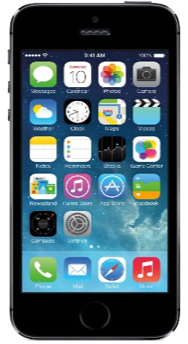 9:41 AM 100%
Messages Calendar Photos Camera
Weather Clock Maps Videos
Notes Reminders Stocks Game Center
Newsstand iTunes Store App Store Passbook
Compass Settings
Phone Mail Safari Music